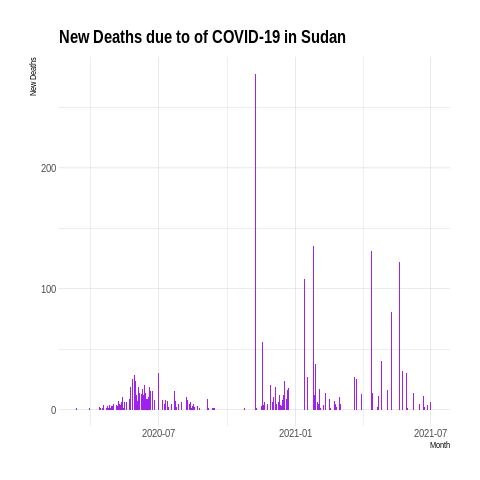 New Deaths due to of COVID-19 in Sudan
New Deaths
200
100
0
2020-07
2021-01
2021-07
Month